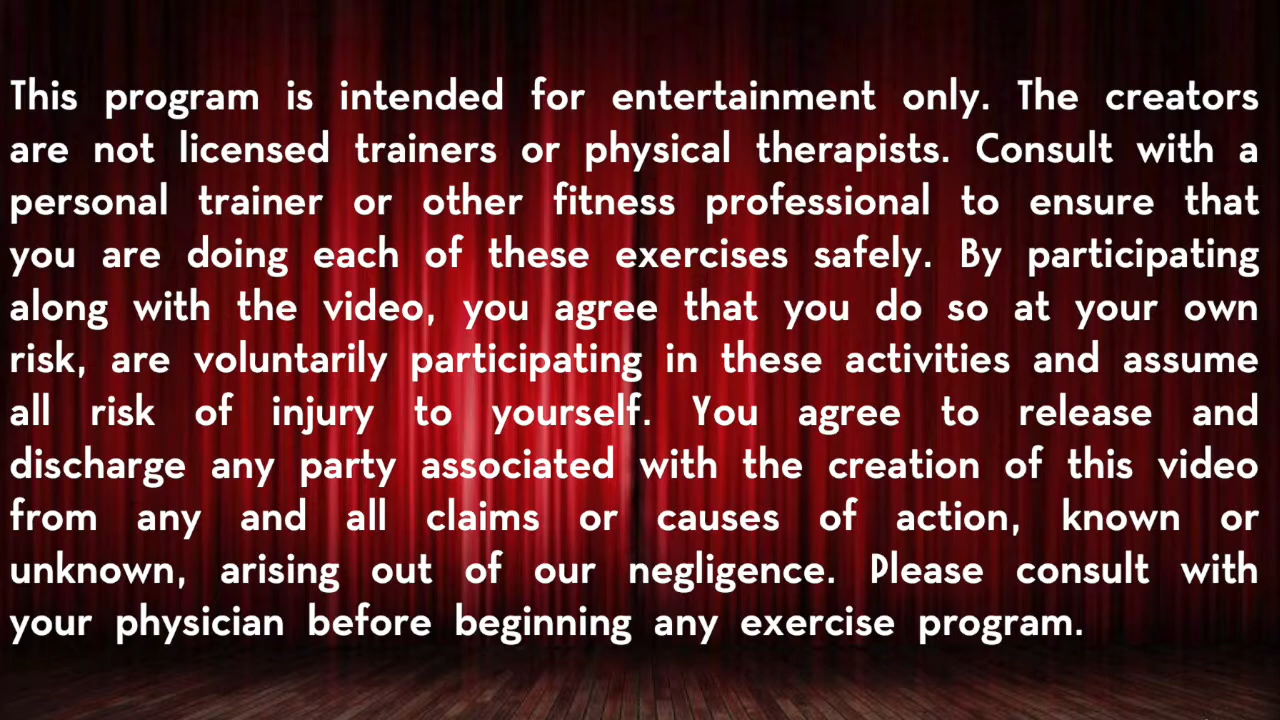 This program is intended for entertainment only. The creators
are not licensed trainers or physical therapists. Consult with a
personal trainer or other fitness professional to ensure that
you are doing each of these exercises safely. By participating
along with the video, you agree that you do so at your own
risk, are voluntarily participating in these activities and assume
all risk of injury to yourself. You agree to release and
discharge any party associated with the creation of this video
from any and all claims or causes of action, known or
unknown, arising out of our negligence. Please consult with
your physician before beginning any exercise program.